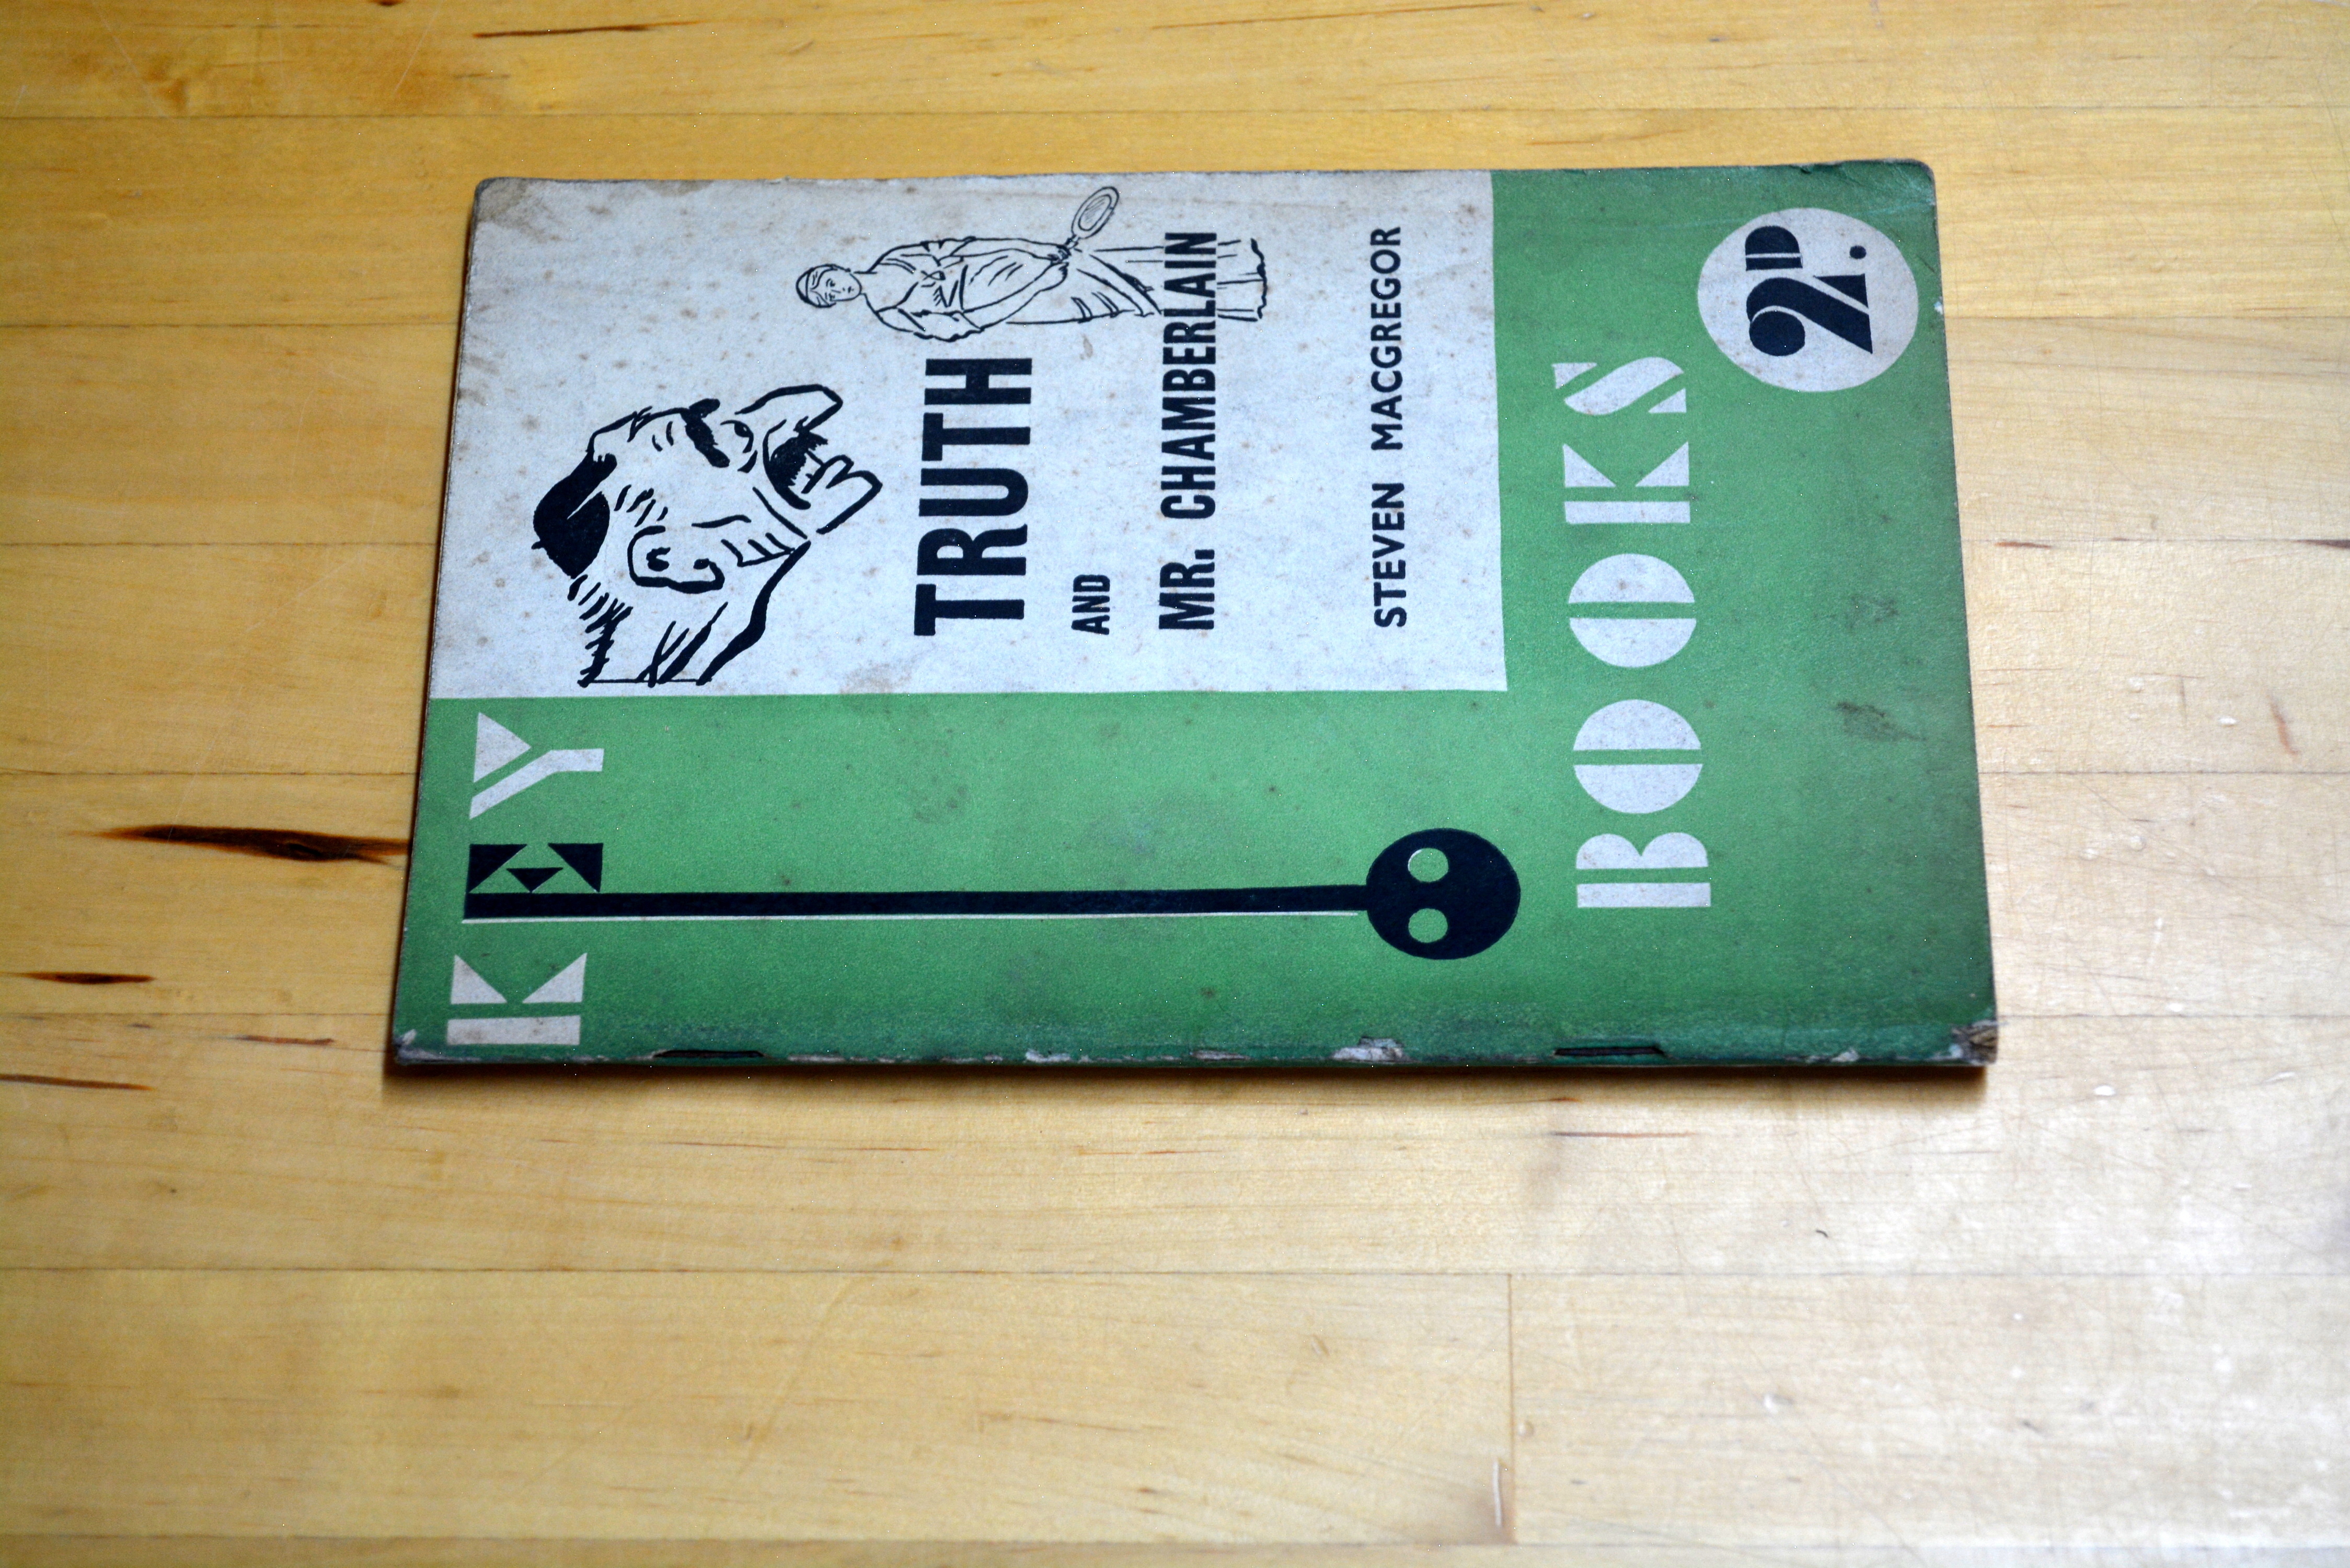 KEY
TRUTH
AND
MR. CHAMBERLAIN
STEVEN MACGREGOR
BOOKS
2D.